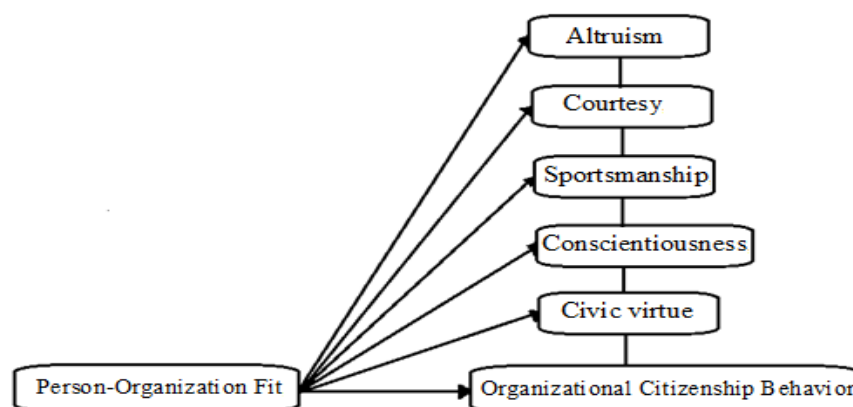 Altruism
Courtesy
Sportsmanship
Conscientiousness
Civic virtue
Person-Organization Fit
Organizational Citizenship Behavior